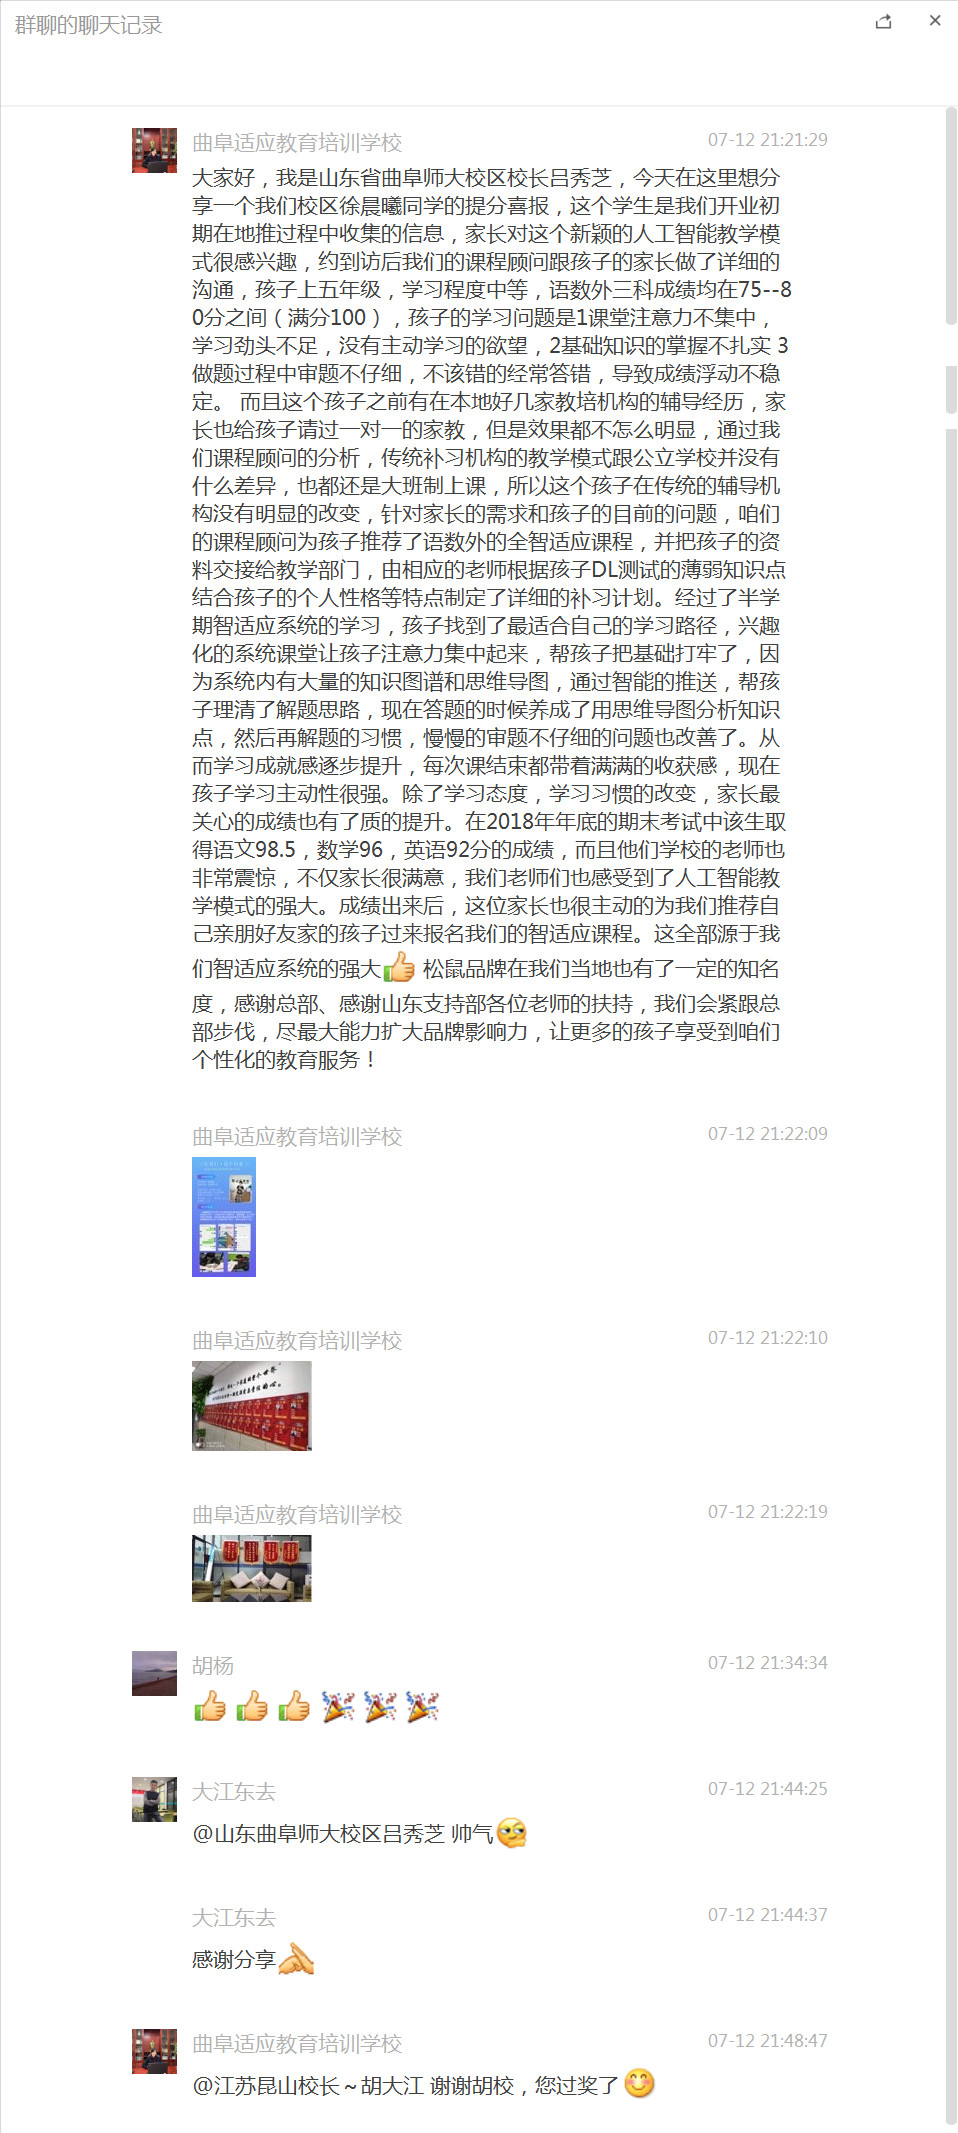 群聊的聊天记录
曲阜适应教育培训学校
07-12 21:21:29
大家好，我是山东省曲阜师大校区校长吕秀芝，今天在这里想分
享一个我们校区徐晨曦同学的提分喜报，这个学生是我们开业初
期在地推过程中收集的信息，家长对这个新颖的人工智能教学模
式很感兴趣，约到访后我们的课程顾问跟孩子的家长做了详细的
沟通，孩子上五年级，学习程度中等，语数外三科成绩均在75--8
0分之间（满分100），孩子的学习问题是1课堂注意力不集中，
学习劲头不足，没有主动学习的欲望，2基础知识的掌握不扎实 3
做题过程中审题不仔细，不该错的经常答错，导致成绩浮动不稳
定。 而且这个孩子之前有在本地好几家教培机构的辅导经历，家
长也给孩子请过一对一的家教，但是效果都不怎么明显，通过我
们课程顾问的分析，传统补习机构的教学模式跟公立学校并没有
什么差异，也都还是大班制上课，所以这个孩子在传统的辅导机
构没有明显的改变，针对家长的需求和孩子的目前的问题，咱们
的课程顾问为孩子推荐了语数外的全智适应课程，并把孩子的资
料交接给教学部门，由相应的老师根据孩子DL测试的薄弱知识点
结合孩子的个人性格等特点制定了详细的补习计划。经过了半学
期智适应系统的学习，孩子找到了最适合自己的学习路径，兴趣
化的系统课堂让孩子注意力集中起来，帮孩子把基础打牢了，因
为系统内有大量的知识图谱和思维导图，通过智能的推送，帮孩
子理清了解题思路，现在答题的时候养成了用思维导图分析知识
点，然后再解题的习惯，慢慢的审题不仔细的问题也改善了。从
而学习成就感逐步提升，每次课结束都带着满满的收获感，现在
孩子学习主动性很强。除了学习态度，学习习惯的改变，家长最
关心的成绩也有了质的提升。在2018年年底的期末考试中该生取
得语文98.5，数学96，英语92分的成绩，而且他们学校的老师也
非常震惊，不仅家长很满意，我们老师们也感受到了人工智能教
学模式的强大。成绩出来后，这位家长也很主动的为我们推荐自
己亲朋好友家的孩子过来报名我们的智适应课程。这全部源于我
们智适应系统的强大👍 松鼠品牌在我们当地也有了一定的知名
度，感谢总部、感谢山东支持部各位老师的扶持，我们会紧跟总
部步伐，尽最大能力扩大品牌影响力，让更多的孩子享受到咱们
个性化的教育服务！
曲阜适应教育培训学校
07-12 21:22:09
曲阜适应教育培训学校
07-12 21:22:10
曲阜适应教育培训学校
07-12 21:22:19
胡杨
07-12 21:34:34
大江东去
07-12 21:44:25
@山东曲阜师大校区吕秀芝 帅气
大江东去
07-12 21:44:37
感谢分享
曲阜适应教育培训学校
07-12 21:48:47
@江苏昆山校长～胡大江 谢谢胡校，您过奖了